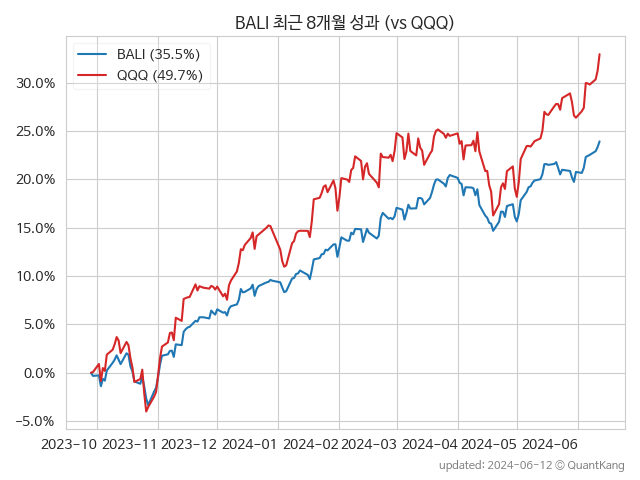 BALI 최근 8개월 성과 (vs QQQ)
BALI (35.5%)
QQQ (49.7%)
30.0%
25.0%
20.0%
15.0%
10.0%
5.0%
0.0%
−5.0%
2023-10 2023-11 2023-12 2024-01 2024-02 2024-03 2024-04 2024-05 2024-06
updated: 2024-06-12 © QuantKang